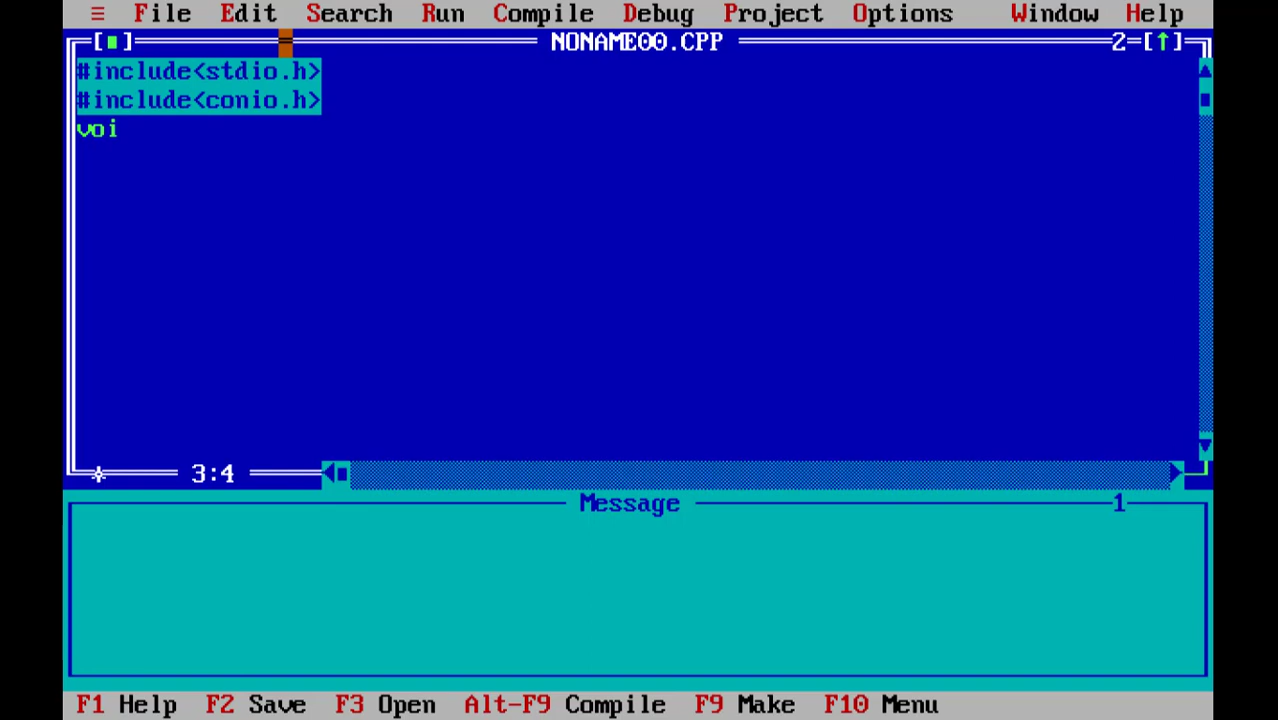 ≡ File Edit Search Run Compile Debug Project Options Window Help
[■] NONAME00.CPP 2=[↑]
#include<stdio.h>
#include<conio.h>
voi
3:4
Message 1
F1 Help F2 Save F3 Open Alt-F9 Compile F9 Make F10 Menu